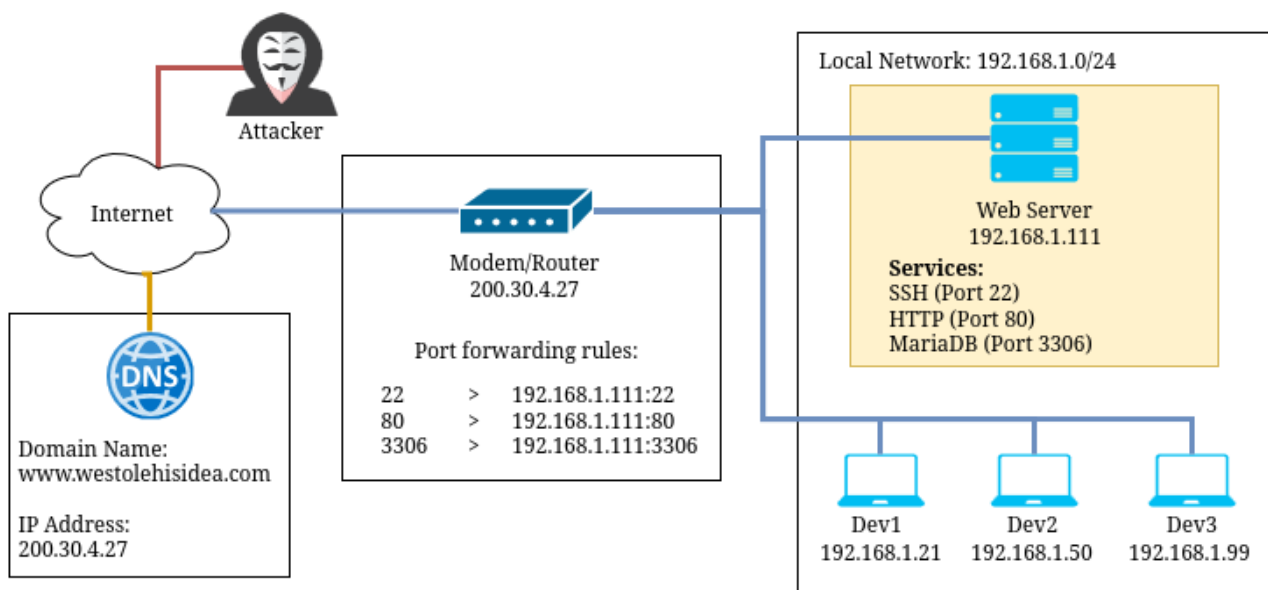 Attacker
Internet
DNS
Domain Name:
www.westolehisidea.com
IP Address:
200.30.4.27
Modem/Router
200.30.4.27
Port forwarding rules:
22 > 192.168.1.111:22
80 > 192.168.1.111:80
3306 > 192.168.1.111:3306
Local Network: 192.168.1.0/24
Web Server
192.168.1.111
Services:
SSH (Port 22)
HTTP (Port 80)
MariaDB (Port 3306)
Dev1
192.168.1.21
Dev2
192.168.1.50
Dev3
192.168.1.99